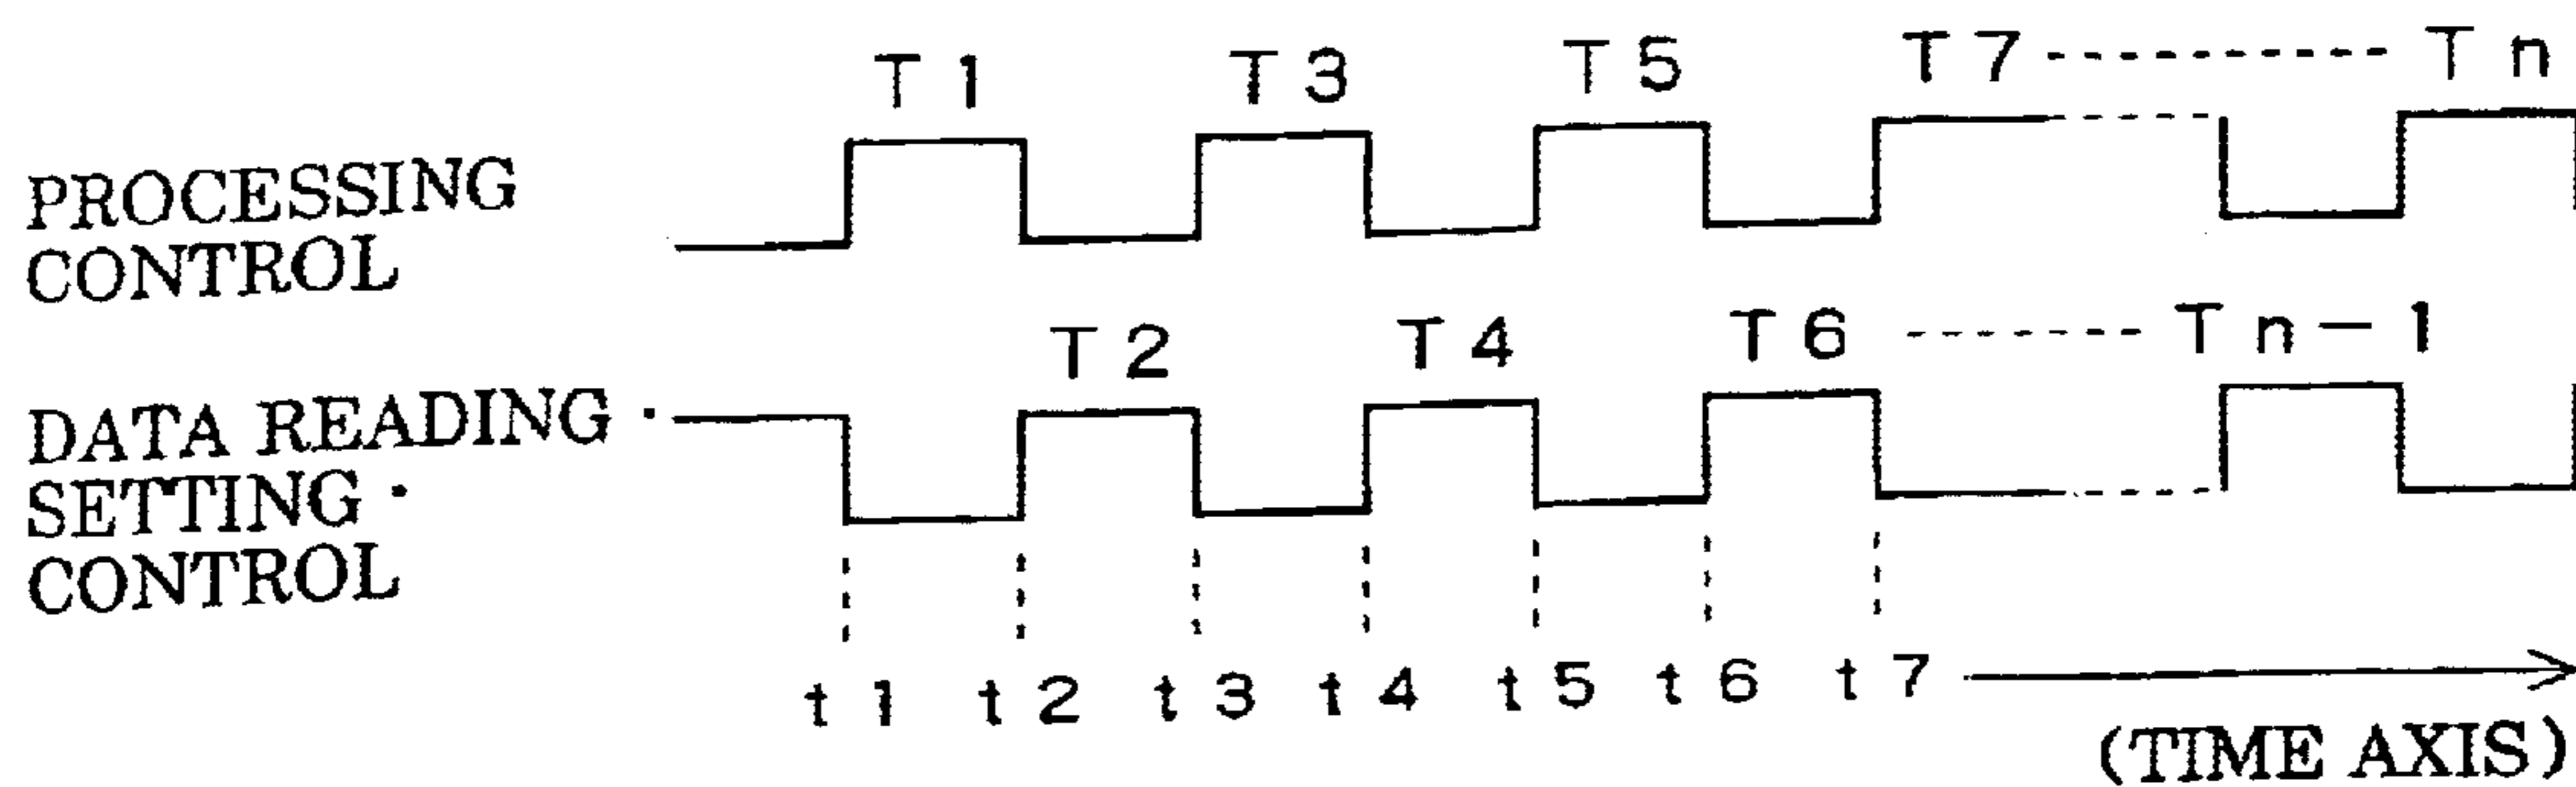 T1 T3 T5 T7 --------- Tn
PROCESSING
CONTROL
T2 T4 T6 ------- Tn-1
DATA READING ·
SETTING ·
CONTROL
t1 t2 t3 t4 t5 t6 t7
(TIME AXIS)